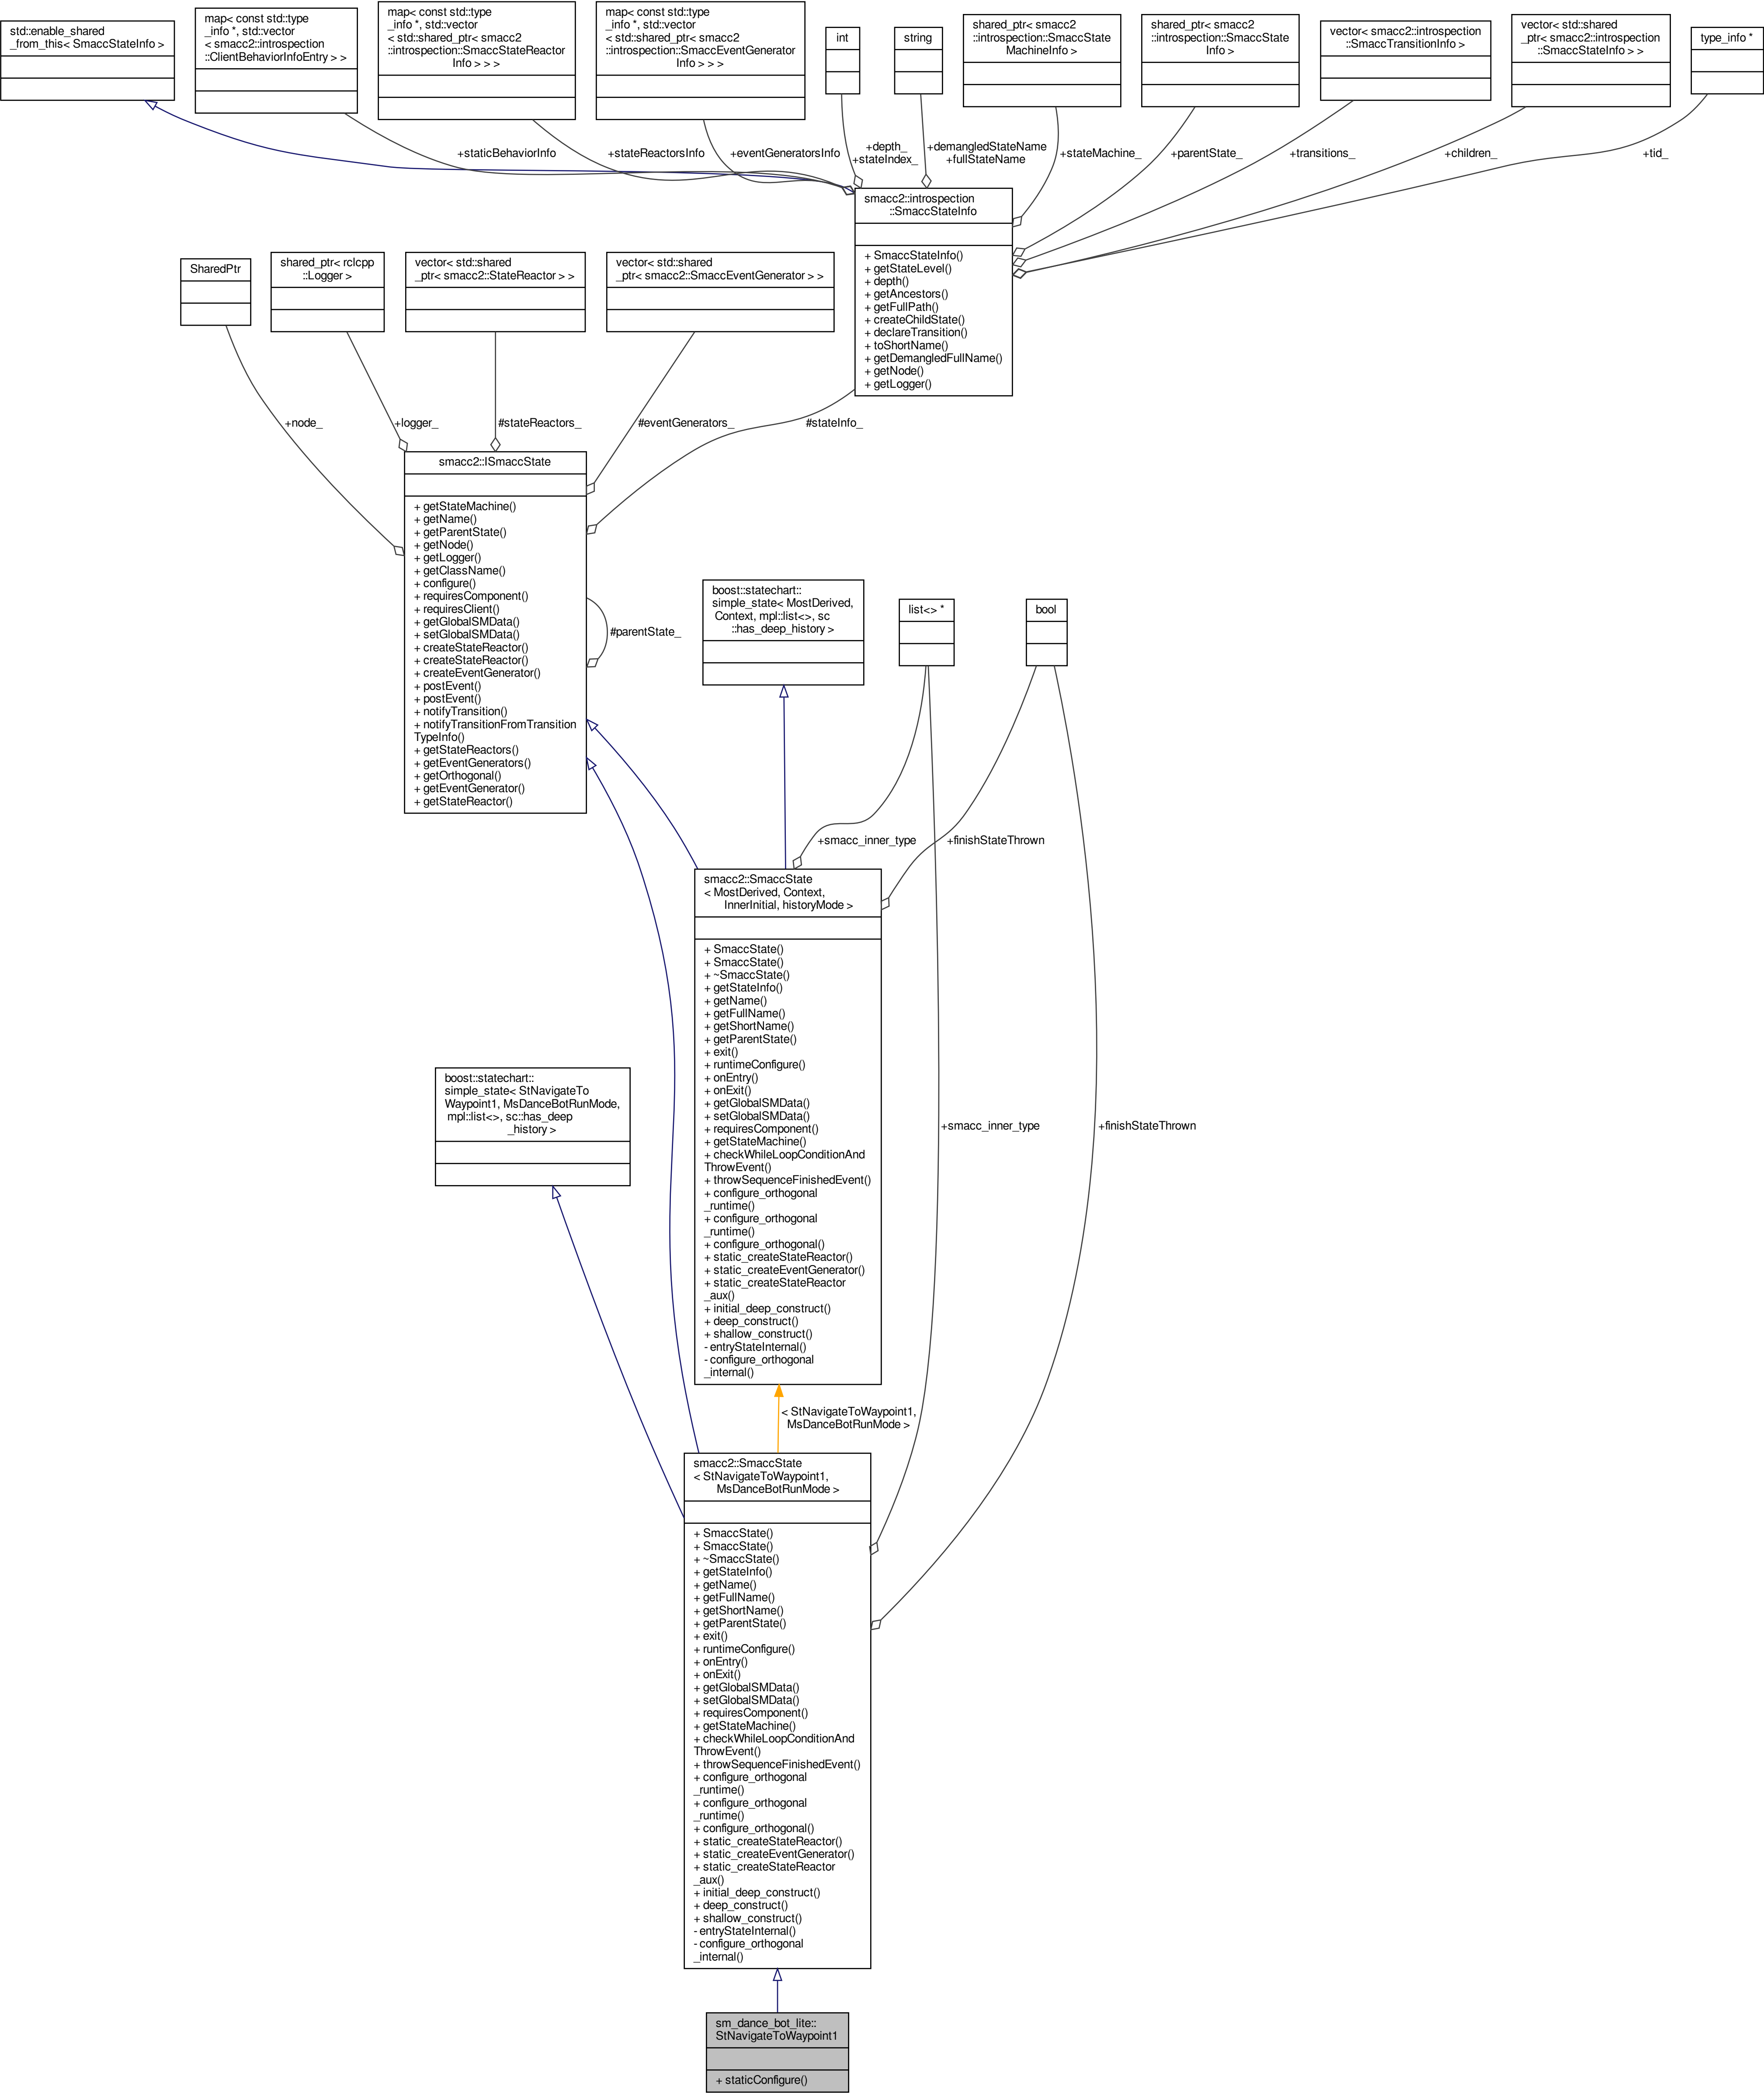 std::enable_shared
_from_this< SmaccStateInfo >
map< const std::type
_info *, std::vector
< smacc2::introspection
::ClientBehaviorInfoEntry > >
map< const std::type
_info *, std::vector
< std::shared_ptr< smacc2
::introspection::SmaccStateReactor
Info > > >
map< const std::type
_info *, std::vector
< std::shared_ptr< smacc2
::introspection::SmaccEventGenerator
Info > > >
int
string
shared_ptr< smacc2
::introspection::SmaccState
MachineInfo >
shared_ptr< smacc2
::introspection::SmaccState
Info >
vector< smacc2::introspection
::SmaccTransitionInfo >
vector< std::shared
_ptr< smacc2::introspection
::SmaccStateInfo > >
type_info *
+staticBehaviorInfo
+stateReactorsInfo
+eventGeneratorsInfo
+depth_
+stateIndex_
+demangledStateName
+fullStateName
+stateMachine_
+parentState_
+transitions_
+children_
+tid_
smacc2::introspection
::SmaccStateInfo
+ SmaccStateInfo()
+ getStateLevel()
+ depth()
+ getAncestors()
+ getFullPath()
+ createChildState()
+ declareTransition()
+ toShortName()
+ getDemangledFullName()
+ getNode()
+ getLogger()
SharedPtr
shared_ptr< rclcpp
::Logger >
vector< std::shared
_ptr< smacc2::StateReactor > >
vector< std::shared
_ptr< smacc2::SmaccEventGenerator > >
+node_
+logger_
#stateReactors_
#eventGenerators_
#stateInfo_
smacc2::ISmaccState
+ getStateMachine()
+ getName()
+ getParentState()
+ getNode()
+ getLogger()
+ getClassName()
+ configure()
+ requiresComponent()
+ requiresClient()
+ getGlobalSMData()
+ setGlobalSMData()
+ createStateReactor()
+ createStateReactor()
+ createEventGenerator()
+ postEvent()
+ postEvent()
+ notifyTransition()
+ notifyTransitionFromTransition
TypeInfo()
+ getStateReactors()
+ getEventGenerators()
+ getOrthogonal()
+ getEventGenerator()
+ getStateReactor()
#parentState_
boost::statechart::
simple_state< MostDerived,
Context, mpl::list<>, sc
::has_deep_history >
list<> *
bool
+smacc_inner_type
+finishStateThrown
smacc2::SmaccState
< MostDerived, Context,
InnerInitial, historyMode >
+ SmaccState()
+ SmaccState()
+ ~SmaccState()
+ getStateInfo()
+ getName()
+ getFullName()
+ getShortName()
+ getParentState()
+ exit()
+ runtimeConfigure()
+ onEntry()
+ onExit()
+ getGlobalSMData()
+ setGlobalSMData()
+ requiresComponent()
+ getStateMachine()
+ checkWhileLoopConditionAnd
ThrowEvent()
+ throwSequenceFinishedEvent()
+ configure_orthogonal
_runtime()
+ configure_orthogonal
_runtime()
+ configure_orthogonal()
+ static_createStateReactor()
+ static_createEventGenerator()
+ static_createStateReactor
_aux()
+ initial_deep_construct()
+ deep_construct()
+ shallow_construct()
- entryStateInternal()
- configure_orthogonal
_internal()
boost::statechart::
simple_state< StNavigateTo
Waypoint1, MsDanceBotRunMode,
mpl::list<>, sc::has_deep
_history >
+smacc_inner_type
+finishStateThrown
< StNavigateToWaypoint1,
MsDanceBotRunMode >
smacc2::SmaccState
< StNavigateToWaypoint1,
MsDanceBotRunMode >
+ SmaccState()
+ SmaccState()
+ ~SmaccState()
+ getStateInfo()
+ getName()
+ getFullName()
+ getShortName()
+ getParentState()
+ exit()
+ runtimeConfigure()
+ onEntry()
+ onExit()
+ getGlobalSMData()
+ setGlobalSMData()
+ requiresComponent()
+ getStateMachine()
+ checkWhileLoopConditionAnd
ThrowEvent()
+ throwSequenceFinishedEvent()
+ configure_orthogonal
_runtime()
+ configure_orthogonal
_runtime()
+ configure_orthogonal()
+ static_createStateReactor()
+ static_createEventGenerator()
+ static_createStateReactor
_aux()
+ initial_deep_construct()
+ deep_construct()
+ shallow_construct()
- entryStateInternal()
- configure_orthogonal
_internal()
sm_dance_bot_lite::
StNavigateToWaypoint1
+ staticConfigure()